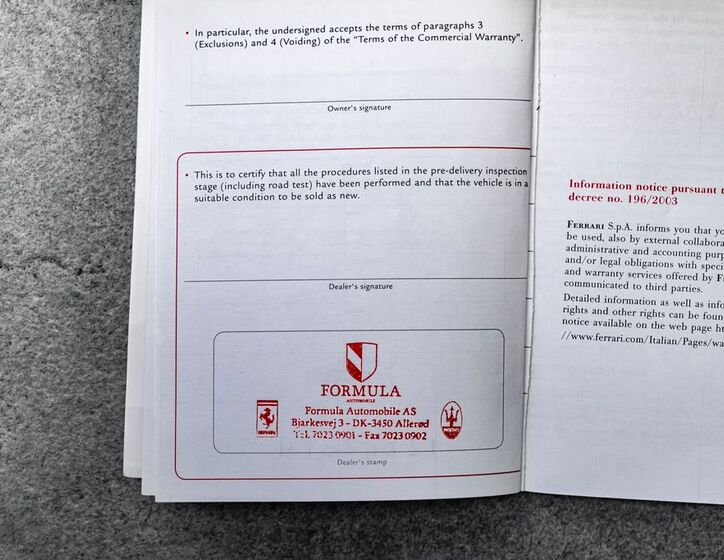 • In particular, the undersigned accepts the terms of paragraphs 3
(Exclusions) and 4 (Voiding) of the “Terms of the Commercial Warranty”.
Owner's signature
• This is to certify that all the procedures listed in the pre-delivery inspection
stage (including road test) have been performed and that the vehicle is in a
suitable condition to be sold as new.
Dealer's signature
FORMULA
AUTOMOBILE
Formula Automobile AS
Bjarkesvej 3 - DK-3450 Allerød
Tel. 7023 0901 - Fax 7023 0902
FERRARI
MASERATI
Dealer's stamp
Information notice pursuant t
decree no. 196/2003
FERRARI S.p.A. informs you that yo
be used, also by external collabora
administrative and accounting purp
and/or legal obligations with speci
and warranty services offered by F
communicated to third parties.
Detailed information as well as info
rights and other rights can be foun
notice available on the web page ht
//www.ferrari.com/Italian/Pages/wa